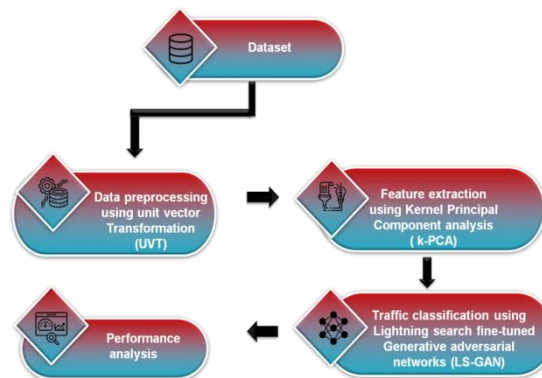 Dataset
Data preprocessing
using unit vector
Transformation
(UVT)
Feature extraction
using Kernel Principal
Component analysis
( k-PCA)
Traffic classification using
Lightning search fine-tuned
Generative adversarial
networks (LS-GAN)
Performance
analysis